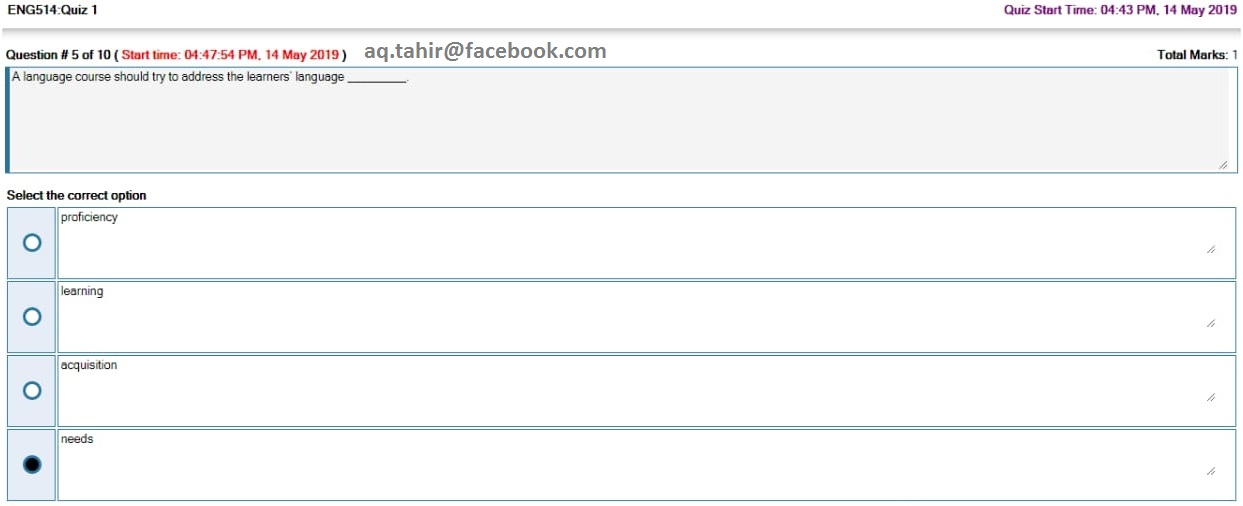 ENG514:Quiz 1 Quiz Start Time: 04:43 PM, 14 May 2019
Question # 5 of 10 ( Start time: 04:47:54 PM, 14 May 2019 ) aq.tahir@facebook.com Total Marks: 1
A language course should try to address the learners' language _________.
Select the correct option
proficiency
learning
acquisition
needs